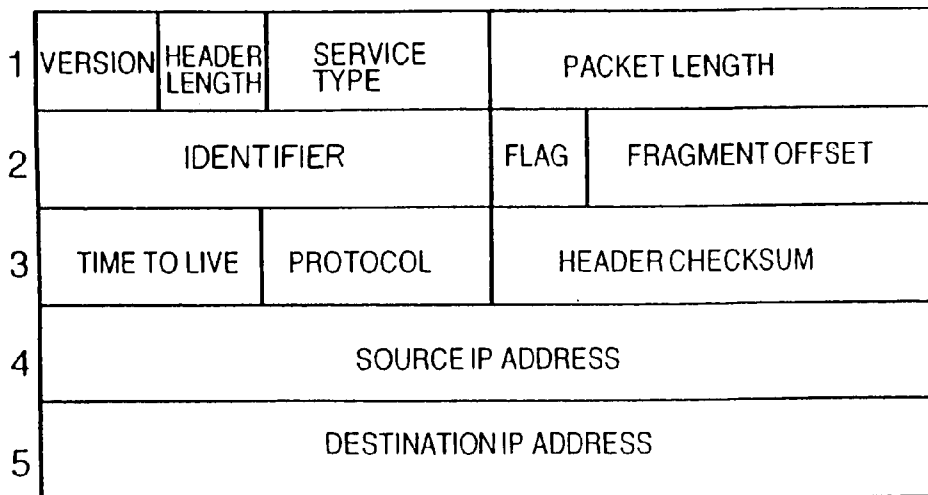 1 VERSION HEADER LENGTH SERVICE TYPE PACKET LENGTH
2 IDENTIFIER FLAG FRAGMENT OFFSET
3 TIME TO LIVE PROTOCOL HEADER CHECKSUM
4 SOURCE IP ADDRESS
5 DESTINATION IP ADDRESS